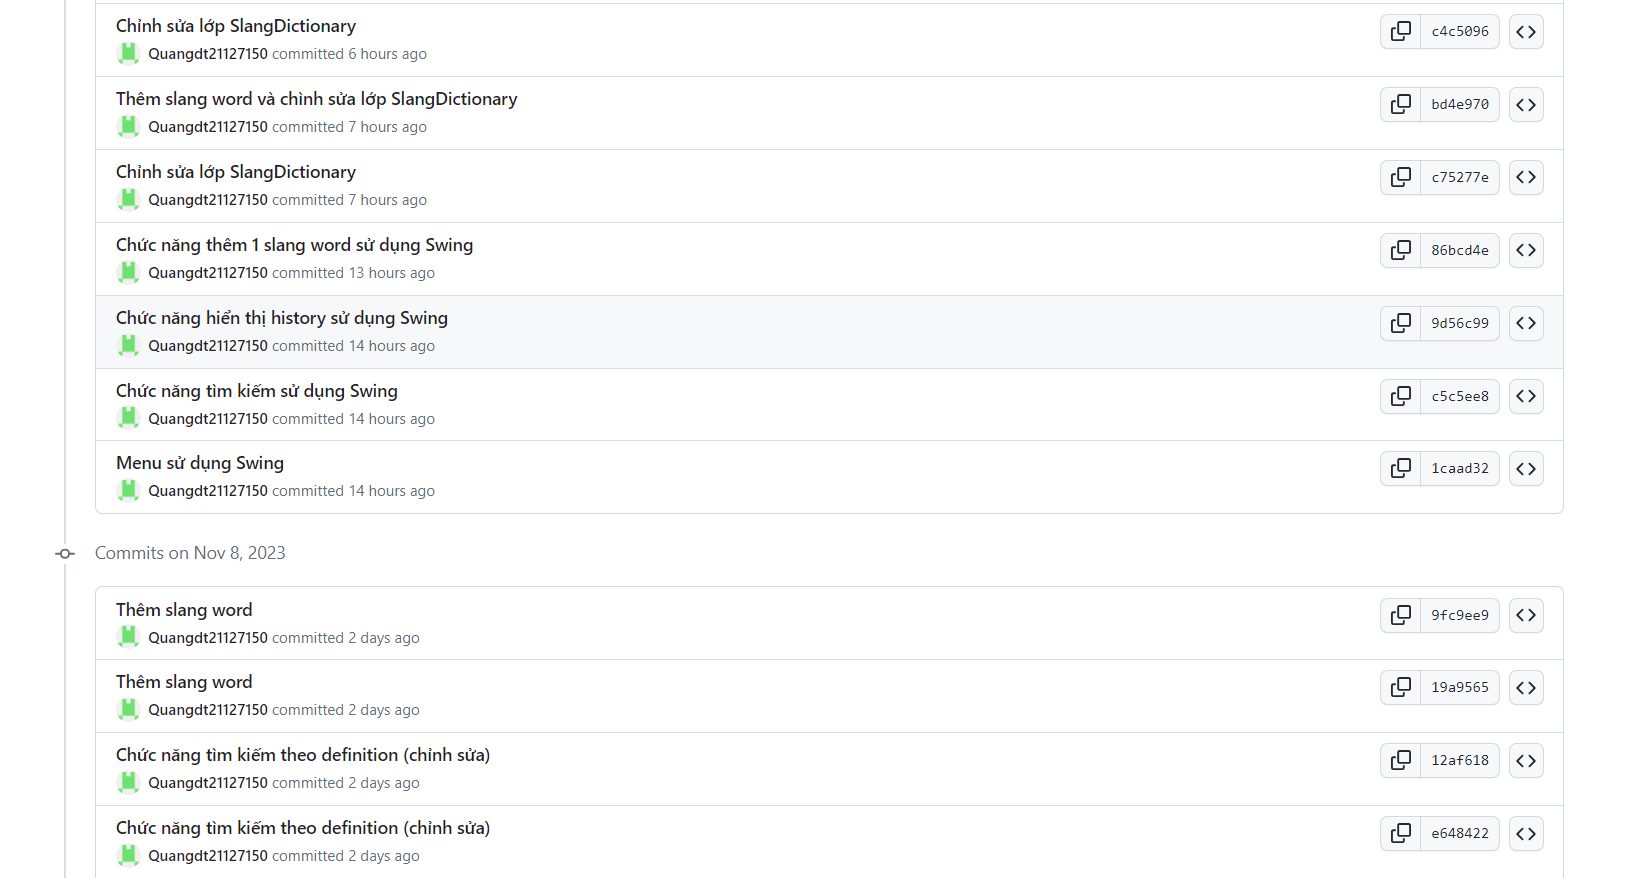 Chỉnh sửa lớp SlangDictionary
c4c5096
Quangdt21127150 committed 6 hours ago
Thêm slang word và chình sửa lớp SlangDictionary
bd4e970
Quangdt21127150 committed 7 hours ago
Chỉnh sửa lớp SlangDictionary
c75277e
Quangdt21127150 committed 7 hours ago
Chức năng thêm 1 slang word sử dụng Swing
86bcd4e
Quangdt21127150 committed 13 hours ago
Chức năng hiển thị history sử dụng Swing
9d56c99
Quangdt21127150 committed 14 hours ago
Chức năng tìm kiếm sử dụng Swing
c5c5ee8
Quangdt21127150 committed 14 hours ago
Menu sử dụng Swing
1caad32
Quangdt21127150 committed 14 hours ago
Commits on Nov 8, 2023
Thêm slang word
9fc9ee9
Quangdt21127150 committed 2 days ago
Thêm slang word
19a9565
Quangdt21127150 committed 2 days ago
Chức năng tìm kiếm theo definition (chỉnh sửa)
12af618
Quangdt21127150 committed 2 days ago
Chức năng tìm kiếm theo definition (chỉnh sửa)
e648422
Quangdt21127150 committed 2 days ago